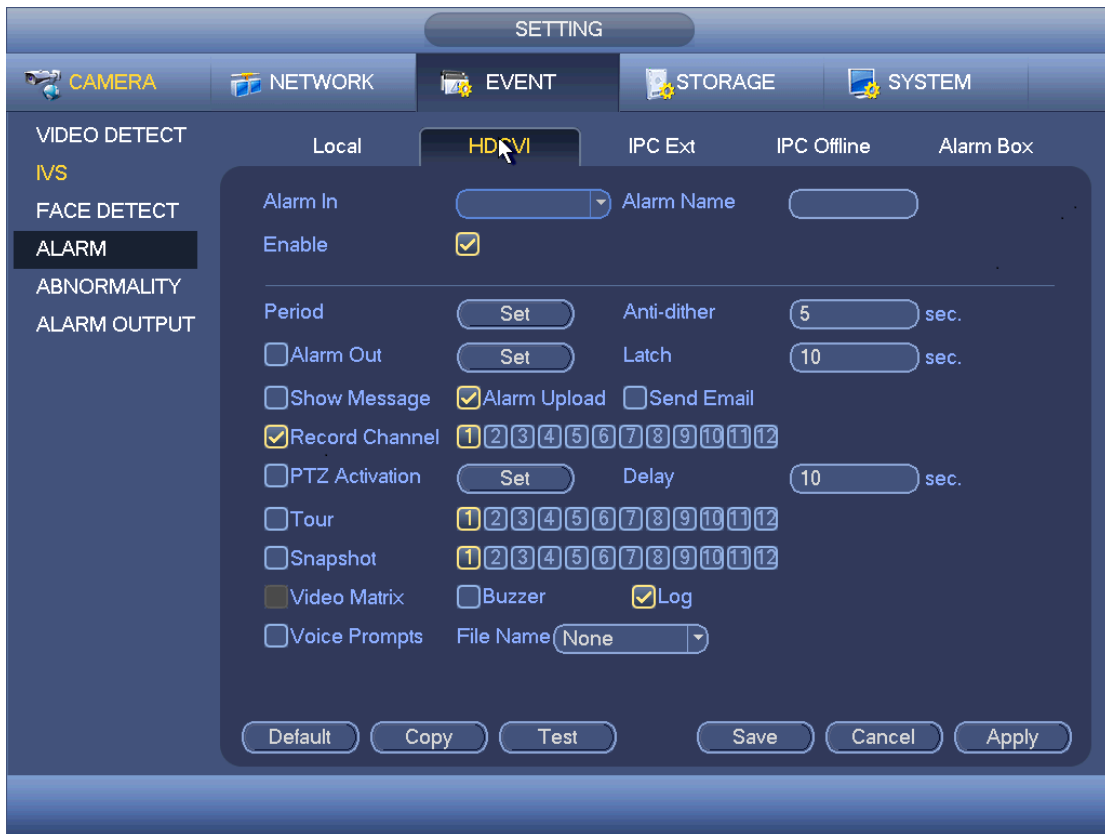 SETTING
CAMERA NETWORK EVENT STORAGE SYSTEM
VIDEO DETECT
IVS
FACE DETECT
ALARM
ABNORMALITY
ALARM OUTPUT
Local HDCVI IPC Ext IPC Offline Alarm Box
Alarm In Alarm Name
Enable
Period Set Anti-dither 5 sec.
Alarm Out Set Latch 10 sec.
Show Message Alarm Upload Send Email
Record Channel 1 2 3 4 5 6 7 8 9 10 11 12
PTZ Activation Set Delay 10 sec.
Tour 1 2 3 4 5 6 7 8 9 10 11 12
Snapshot 1 2 3 4 5 6 7 8 9 10 11 12
Video Matrix Buzzer Log
Voice Prompts File Name None
Default Copy Test Save Cancel Apply